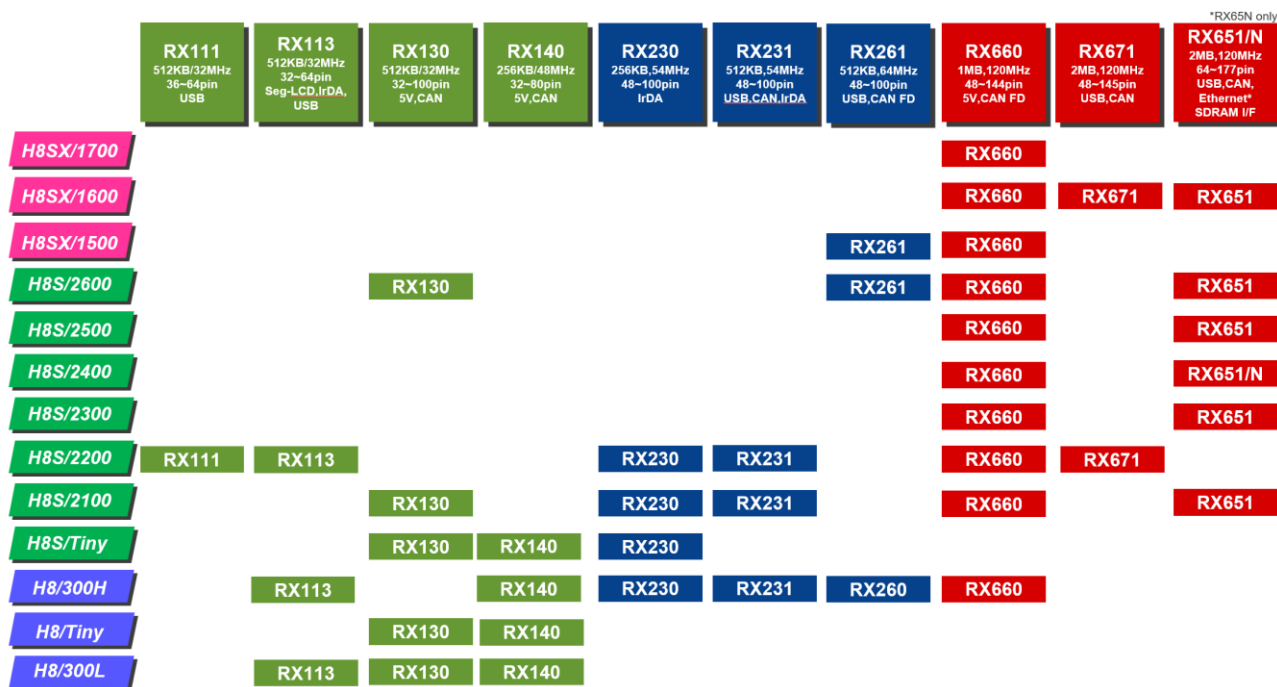 *RX65N only
RX111
512KB/32MHz
36~64pin
USB
RX113
512KB/32MHz
32~64pin
Seg-LCD,IrDA,
USB
RX130
512KB/32MHz
32~100pin
5V,CAN
RX140
256KB/48MHz
32~80pin
5V,CAN
RX230
256KB,54MHz
48~100pin
IrDA
RX231
512KB,54MHz
48~100pin
USB,CAN,IrDA
RX261
512KB,64MHz
48~100pin
USB,CAN FD
RX660
1MB,120MHz
48~144pin
5V,CAN FD
RX671
2MB,120MHz
48~145pin
USB,CAN
RX651/N
2MB,120MHz
64~177pin
USB,CAN,
Ethernet*
SDRAM I/F
H8SX/1700 RX660
H8SX/1600 RX660 RX671 RX651
H8SX/1500 RX261 RX660
H8S/2600 RX130 RX261 RX660 RX651
H8S/2500 RX660 RX651
H8S/2400 RX660 RX651/N
H8S/2300 RX660 RX651
H8S/2200 RX111 RX113 RX230 RX231 RX660 RX671
H8S/2100 RX130 RX230 RX231 RX660 RX651
H8S/Tiny RX130 RX140 RX230
H8/300H RX113 RX140 RX230 RX231 RX260 RX660
H8/Tiny RX130 RX140
H8/300L RX113 RX130 RX140